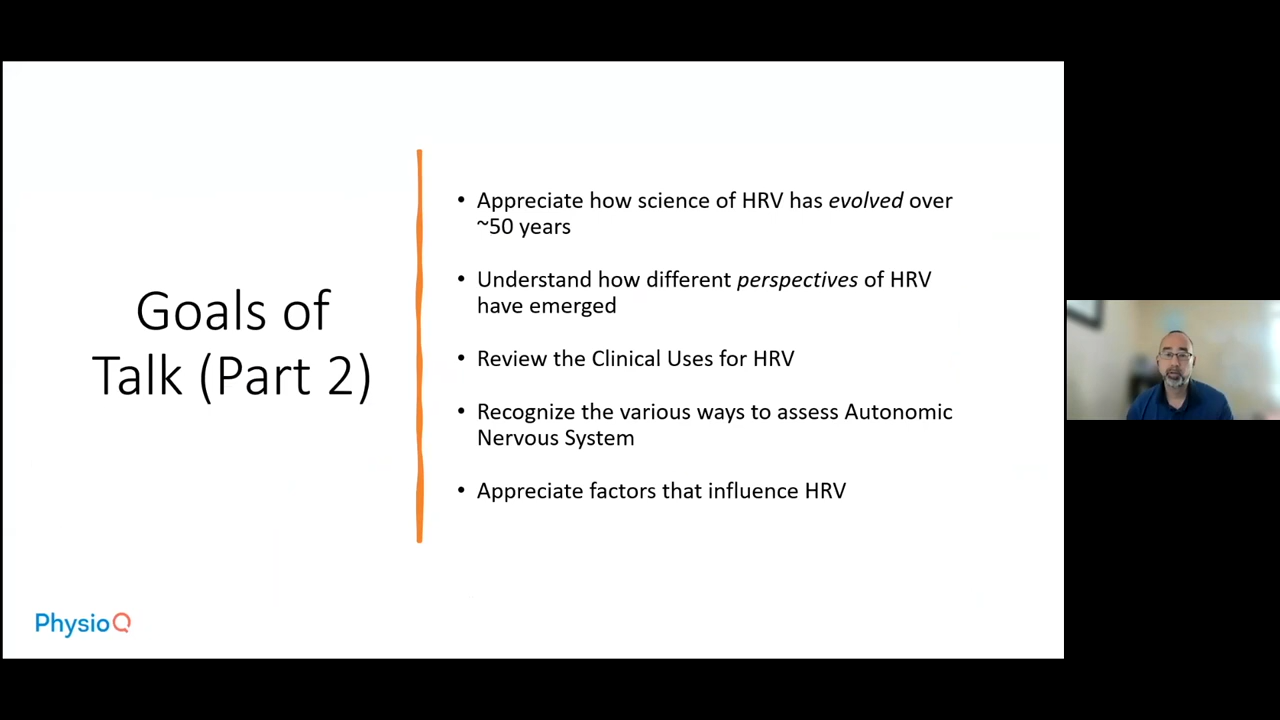 Goals of
Talk (Part 2)
• Appreciate how science of HRV has evolved over
~50 years
• Understand how different perspectives of HRV
have emerged
• Review the Clinical Uses for HRV
• Recognize the various ways to assess Autonomic
Nervous System
• Appreciate factors that influence HRV
PhysioQ